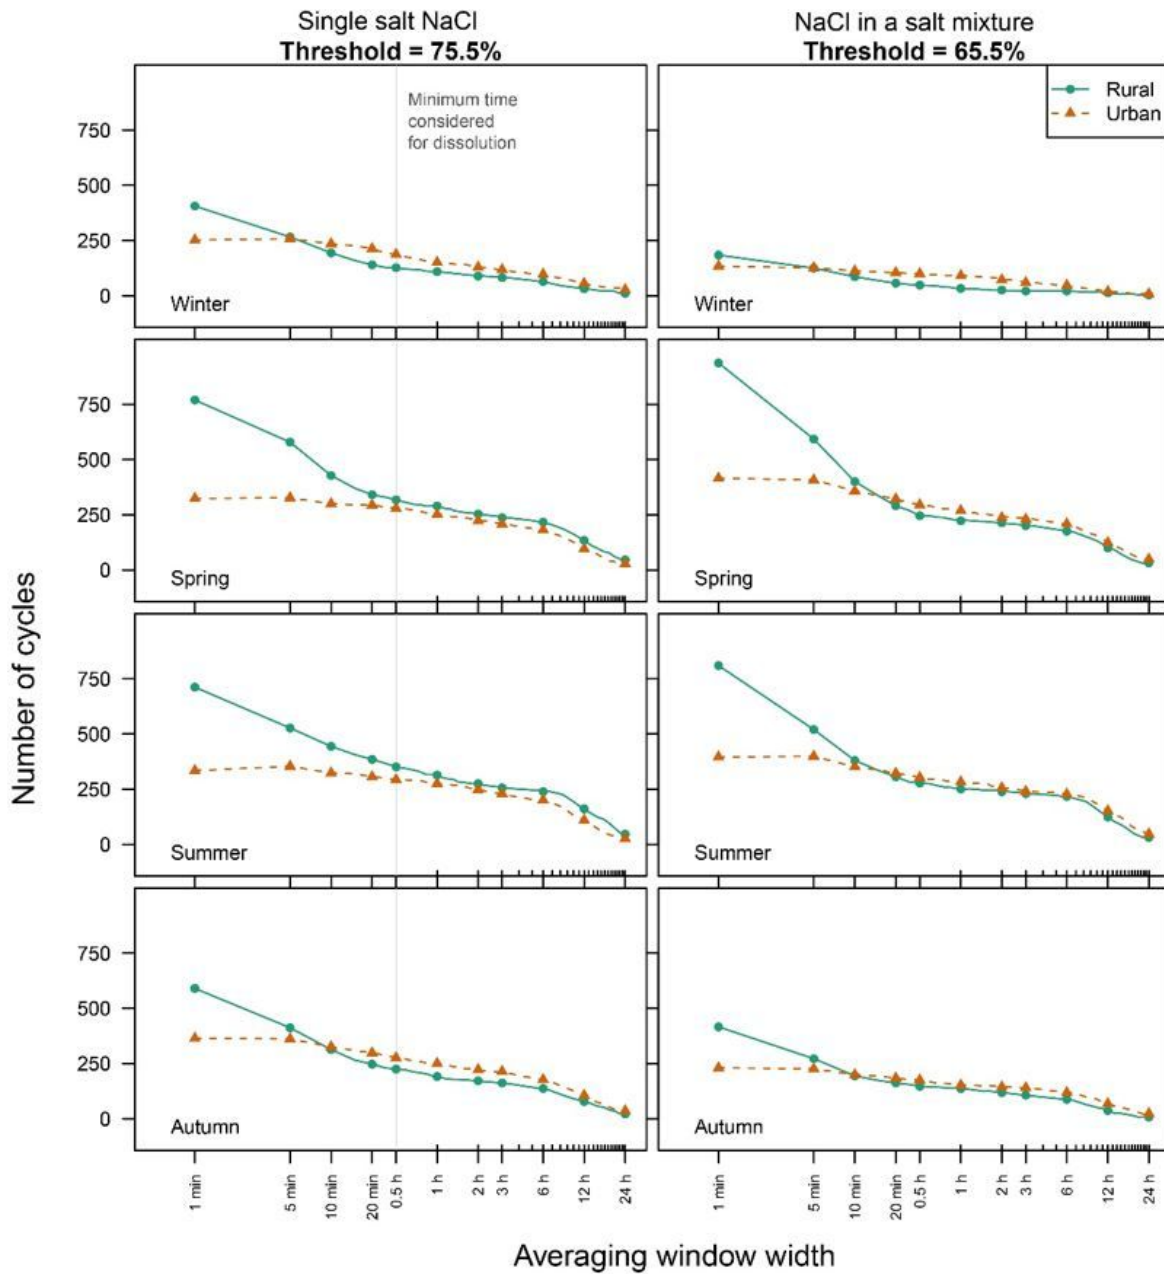 Single salt NaCl
Threshold = 75.5%
NaCl in a salt mixture
Threshold = 65.5%
Minimum time
considered
for dissolution
Rural
Urban
Number of cycles
750
500
250
0
Winter
Winter
750
500
250
0
Spring
Spring
750
500
250
0
Summer
Summer
750
500
250
0
Autumn
Autumn
1 min
5 min
10 min
20 min
0.5 h
1 h
2 h
3 h
6 h
12 h
24 h
1 min
5 min
10 min
20 min
0.5 h
1 h
2 h
3 h
6 h
12 h
24 h
Averaging window width